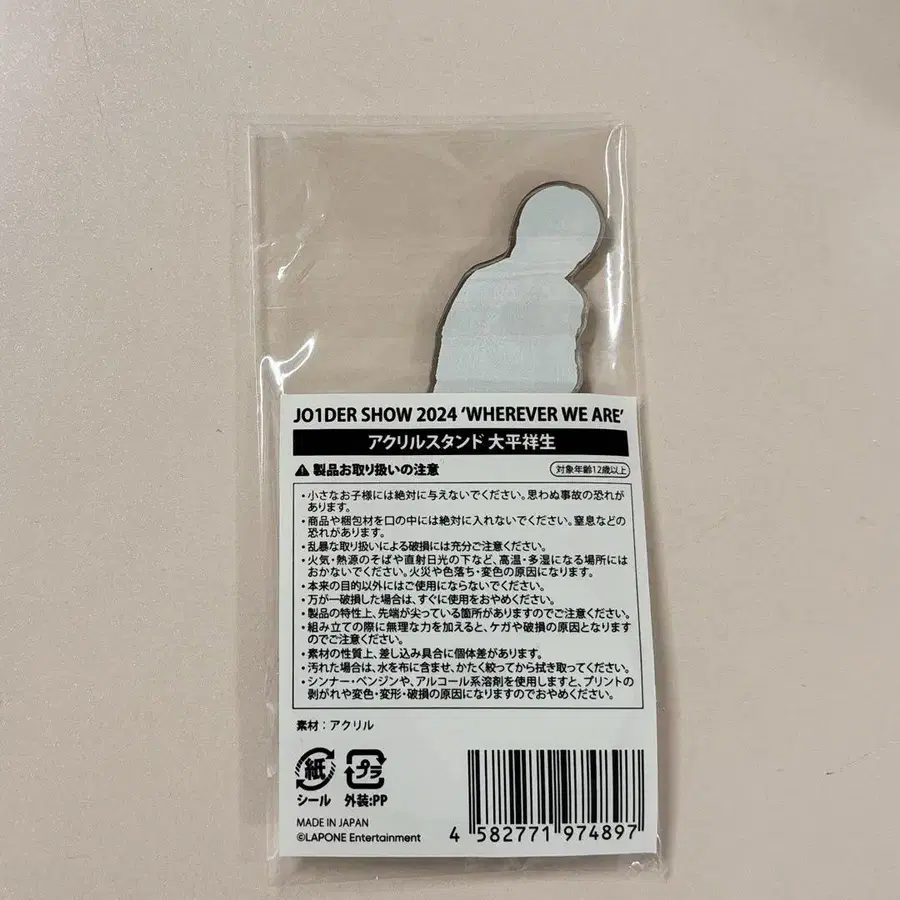 JO1DER SHOW 2024 'WHEREVER WE ARE'
アクリルスタンド 大平祥生
製品お取り扱いの注意
対象年齢12歳以上
・小さなお子様には絶対に与えないでください。思わぬ事故の恐れが
あります。
・商品や梱包材を口の中には絶対に入れないでください。窒息などの
恐れがあります。
・乱暴な取り扱いによる破損には充分ご注意ください。
・火気・熱源のそばや直射日光の下など、高温・多湿になる場所には
おかないでください。火災や色落ち・変色の原因になります。
・本来の目的以外にはご使用にならないでください。
・万が一破損した場合は、すぐに使用をおやめください。
・製品の特性上、先端が尖っている箇所がありますのでご注意ください。
・組み立ての際に無理な力を加えると、ケガや破損の原因となります
のでご注意ください。
・素材の性質上、差し込み具合に個体差があります。
・汚れた場合は、水を布に含ませ、かたく絞ってから拭き取ってください。
・シンナー・ベンジンや、アルコール系溶剤を使用しますと、プリントの
剥がれや変色・変形・破損の原因になりますのでおやめください。
素材：アクリル
紙
プラ
シール
外装:PP
MADE IN JAPAN
©LAPONE Entertainment
4 582771 974897